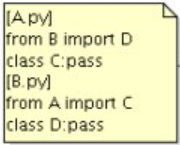 [A.py]
from B import D
class C:pass
[B.py]
from A import C
class D:pass